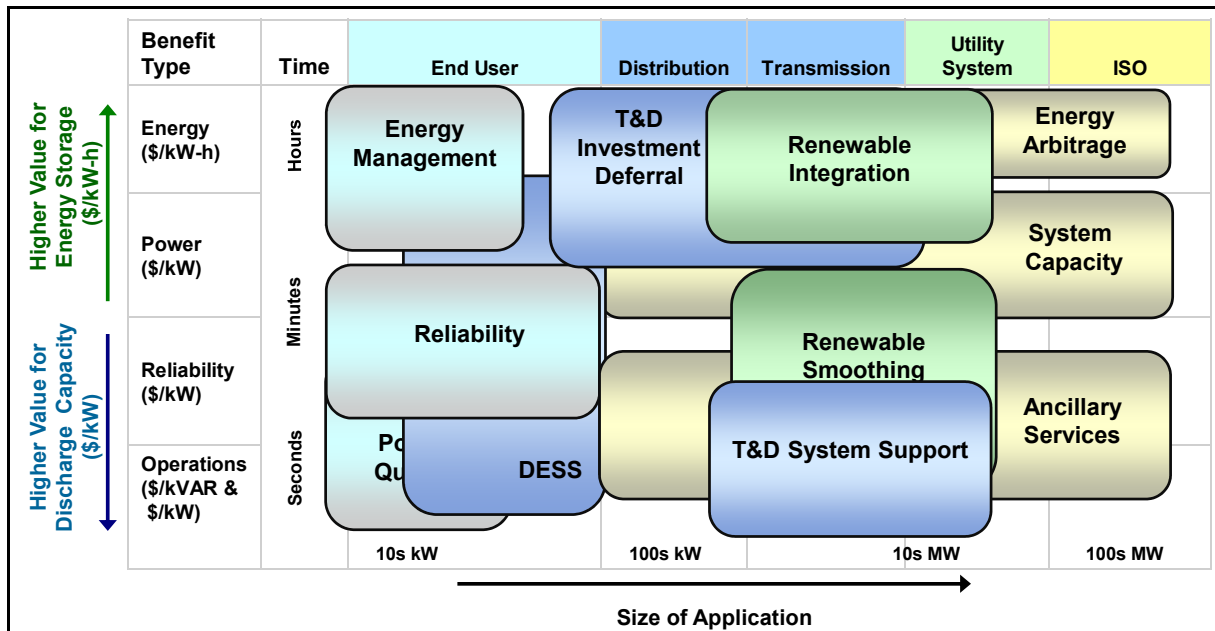 Benefit
Type
Time
End User
Distribution
Transmission
Utility
System
ISO
Higher Value for
Energy Storage
($/kW-h)
Higher Value for
Discharge Capacity
($/kW)
Energy
($/kW-h)
Power
($/kW)
Reliability
($/kW)
Operations
($/kVAR &
$/kW)
Hours
Minutes
Seconds
Energy
Management
T&D
Investment
Deferral
Renewable
Integration
Energy
Arbitrage
System
Capacity
Reliability
Renewable
Smoothing
Ancillary
Services
Po
Qu
DESS
T&D System Support
10s kW
100s kW
10s MW
100s MW
Size of Application